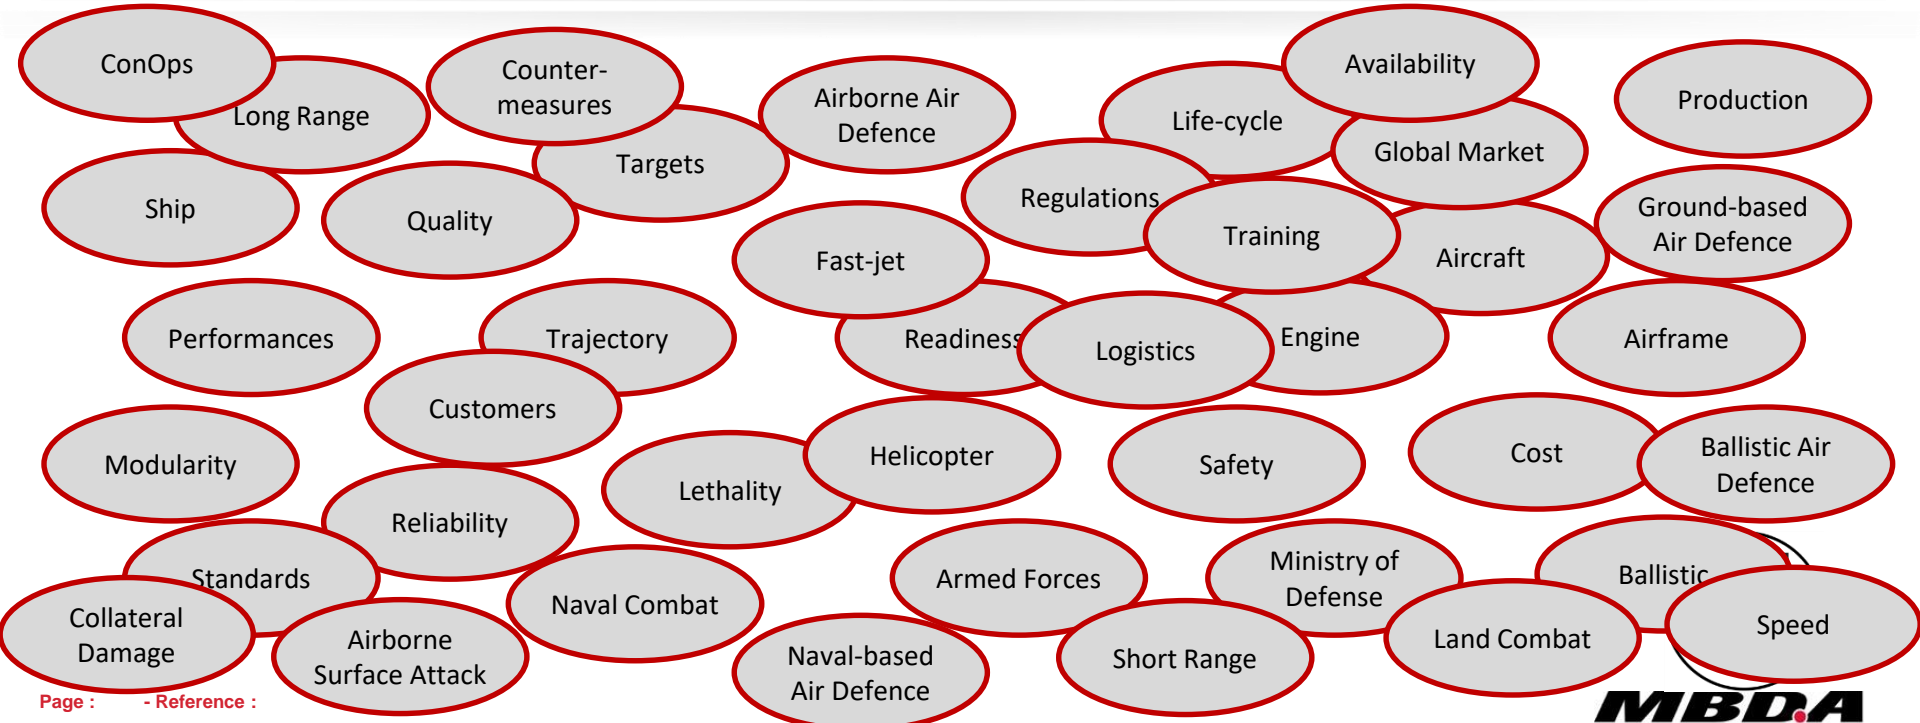 ConOps
Long Range
Counter-
measures
Airborne Air
Defence
Life-cycle
Availability
Production
Targets
Global Market
Ship
Quality
Regulations
Training
Ground-based
Air Defence
Fast-jet
Aircraft
Performances
Trajectory
Readiness
Logistics
Engine
Airframe
Customers
Modularity
Lethality
Helicopter
Safety
Cost
Ballistic Air
Defence
Reliability
Standards
Naval Combat
Armed Forces
Ministry of
Defense
Ballistic
Collateral
Damage
Airborne
Surface Attack
Naval-based
Air Defence
Short Range
Land Combat
Speed
Page : - Reference :
MBDA